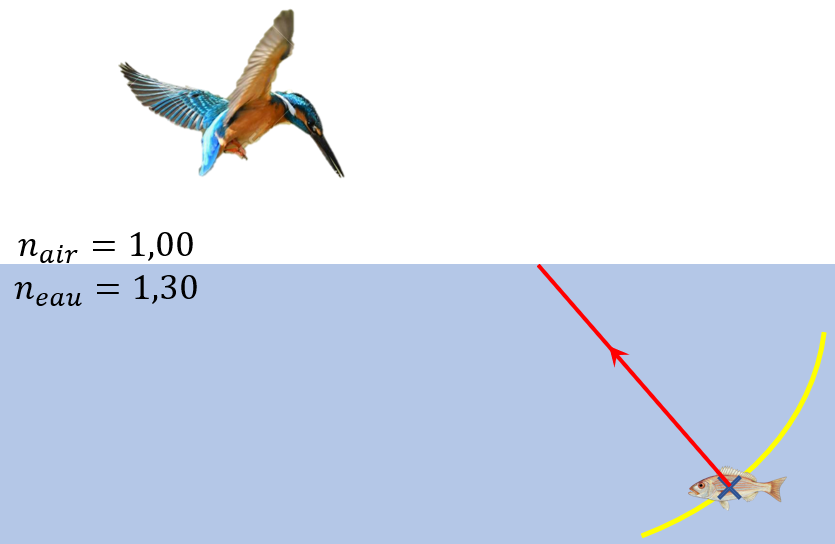 n_air = 1,00
n_eau = 1,30